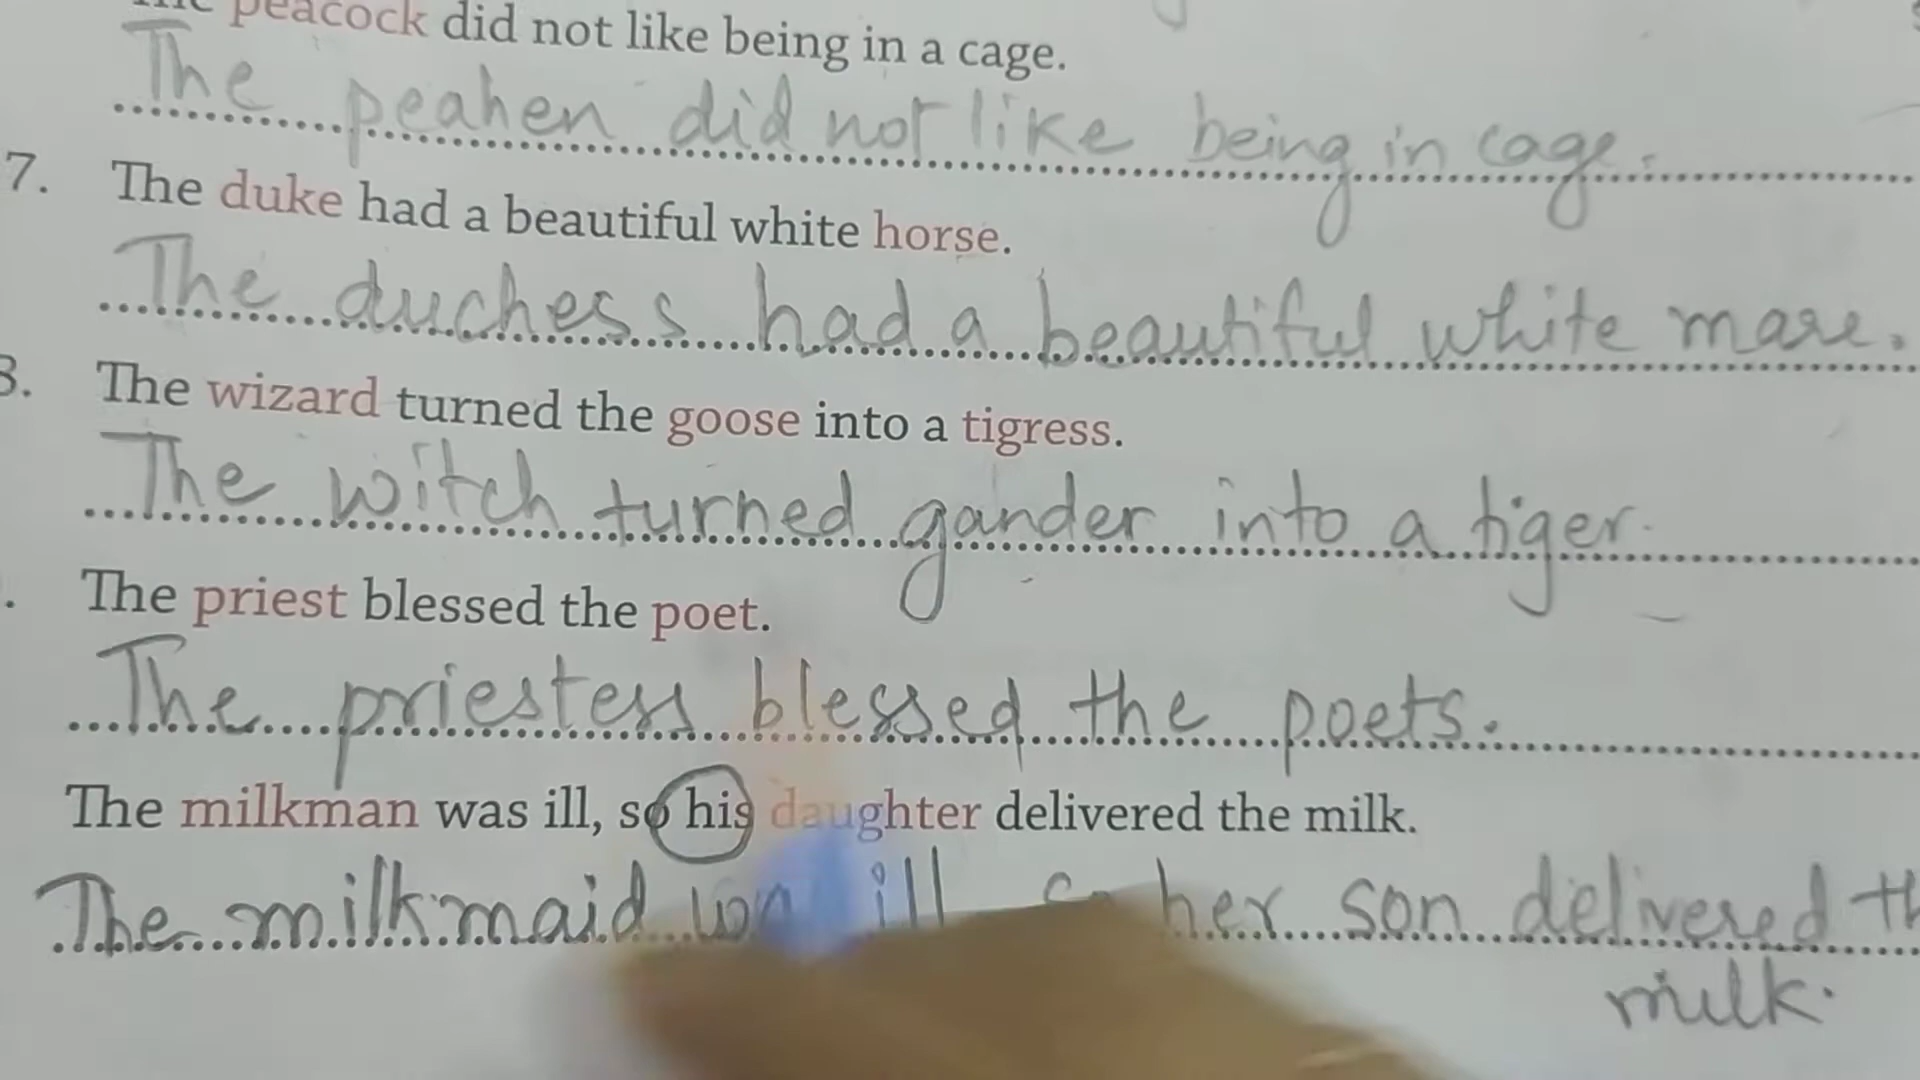 The peacock did not like being in a cage.
The peahen did not like being in cage.
7. The duke had a beautiful white horse.
The duchess had a beautiful white mare.
8. The wizard turned the goose into a tigress.
The witch turned gander into a tiger.
. The priest blessed the poet.
The priestess blessed the poets.
The milkman was ill, so his daughter delivered the milk.
The milkmaid was ill her son delivered
milk.